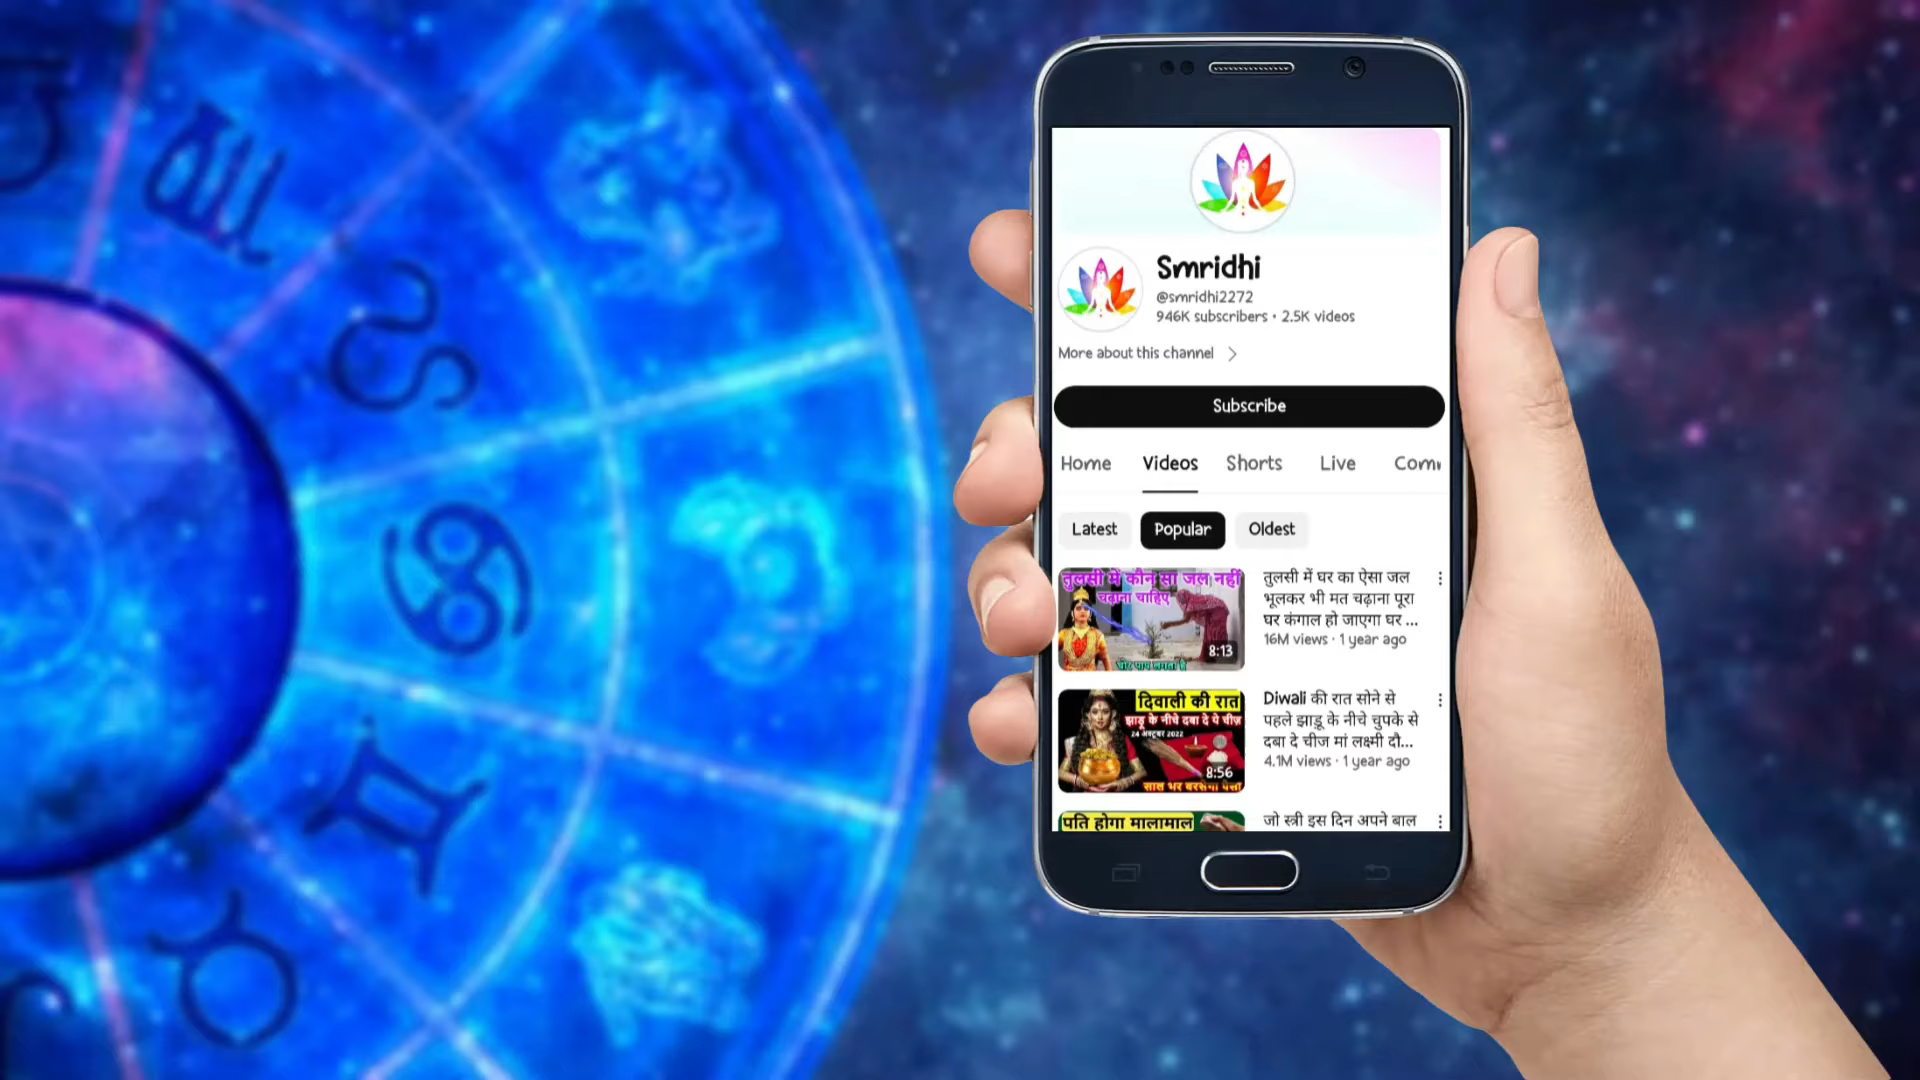 Smridhi
@smridhi2272
946K subscribers • 2.5K videos
More about this channel
Subscribe
Home Videos Shorts Live Com
Latest Popular Oldest
तुलसी में कौन सा जल नहीं
चढ़ाना चाहिए
8:13
तुलसी में घर का ऐसा जल
भूलकर भी मत चढ़ाना पूरा
घर कंगाल हो जाएगा घर ...
16M views · 1 year ago
दिवाली की रात
झाडू के नीचे दबा दे ये चीज़
24 अक्टूबर 2022
8:56
साल भर बरसेगा पैसा
Diwali की रात सोने से
पहले झाड़ू के नीचे चुपके से
दबा दे चीज मां लक्ष्मी दौ...
4.1M views · 1 year ago
पति होगा मालामाल
जो स्त्री इस दिन अपने बाल